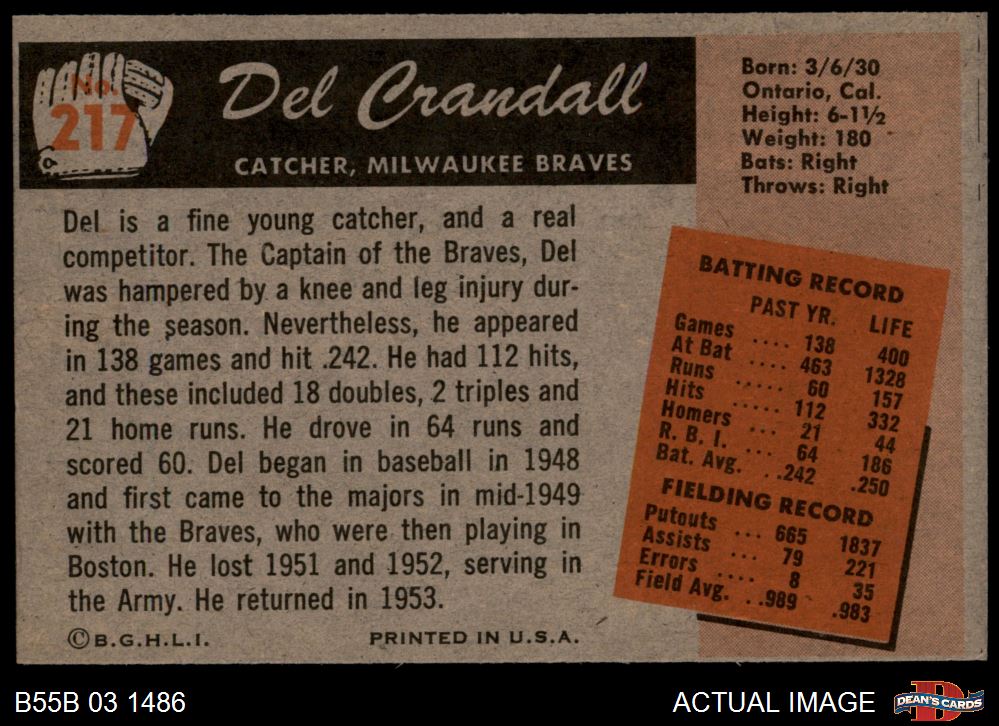 No.
217
Del Crandall
CATCHER, MILWAUKEE BRAVES
Born: 3/6/30
Ontario, Cal.
Height: 6-1½
Weight: 180
Bats: Right
Throws: Right
Del is a fine young catcher, and a real
competitor. The Captain of the Braves, Del
was hampered by a knee and leg injury dur-
ing the season. Nevertheless, he appeared
in 138 games and hit .242. He had 112 hits,
and these included 18 doubles, 2 triples and
21 home runs. He drove in 64 runs and
scored 60. Del began in baseball in 1948
and first came to the majors in mid-1949
with the Braves, who were then playing in
Boston. He lost 1951 and 1952, serving in
the Army. He returned in 1953.
©B.G.H.L.I. PRINTED IN U.S.A.
BATTING RECORD
PAST YR. LIFE
Games .... 138 400
At Bat .... 463 1328
Runs ..... 60 157
Hits ..... 112 332
Homers ... 21 44
R. B. I. ... 64 186
Bat. Avg. ..242 .250
FIELDING RECORD
Putouts ... 665 1837
Assists ... 79 221
Errors .... 8 35
Field Avg. ..989 .983
B55B 03 1486 ACTUAL IMAGE
D
DEAN'S CARDS